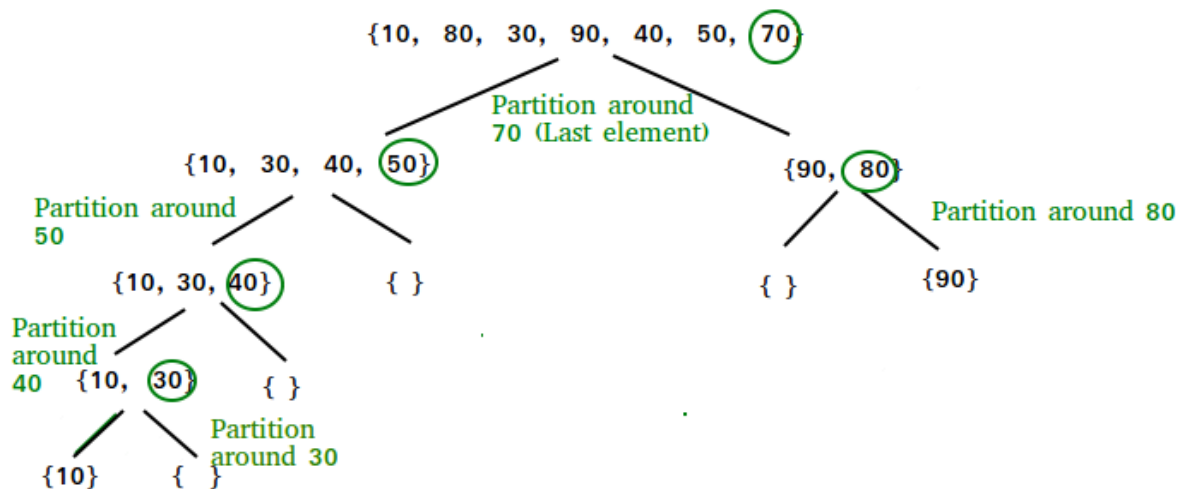 {10, 80, 30, 90, 40, 50, 70}
Partition around
70 (Last element)
{10, 30, 40, 50}
{90, 80}
Partition around
50
Partition around 80
{10, 30, 40}
{ }
{ }
{90}
Partition
around
40
{10, 30}
{ }
Partition
around 30
{10}
{ }